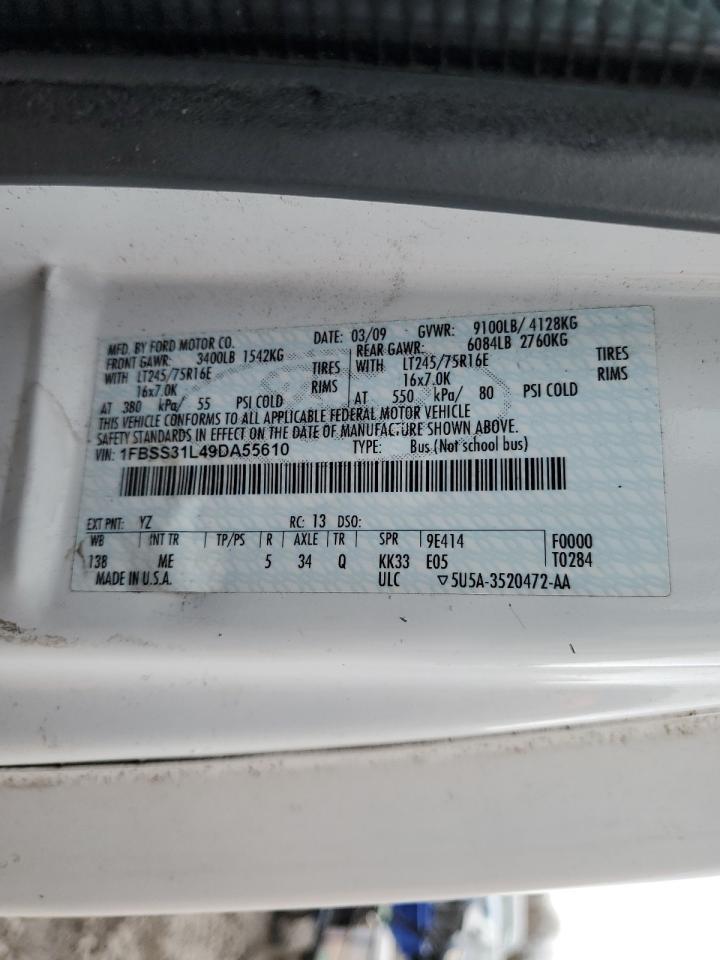 MFD. BY FORD MOTOR CO. DATE: 03/09 GVWR: 9100LB/ 4128KG
FRONT GAWR: 3400LB 1542KG REAR GAWR: 6084LB 2760KG
WITH LT245/75R16E TIRES WITH LT245/75R16E TIRES
16x7.0K RIMS 16x7.0K RIMS
AT 380 kPa/ 55 PSI COLD AT 550 kPa/ 80 PSI COLD
THIS VEHICLE CONFORMS TO ALL APPLICABLE FEDERAL MOTOR VEHICLE
SAFETY STANDARDS IN EFFECT ON THE DATE OF MANUFACTURE SHOWN ABOVE.
VIN: 1FBSS31L49DA55610 TYPE: Bus (Not school bus)
EXT PNT: YZ RC: 13 DSO:
WB INT TR TP/PS R AXLE TR SPR 9E414 F0000
138 ME 5 34 Q KK33 E05 T0284
MADE IN U.S.A. ULC ▽5U5A-3520472-AA